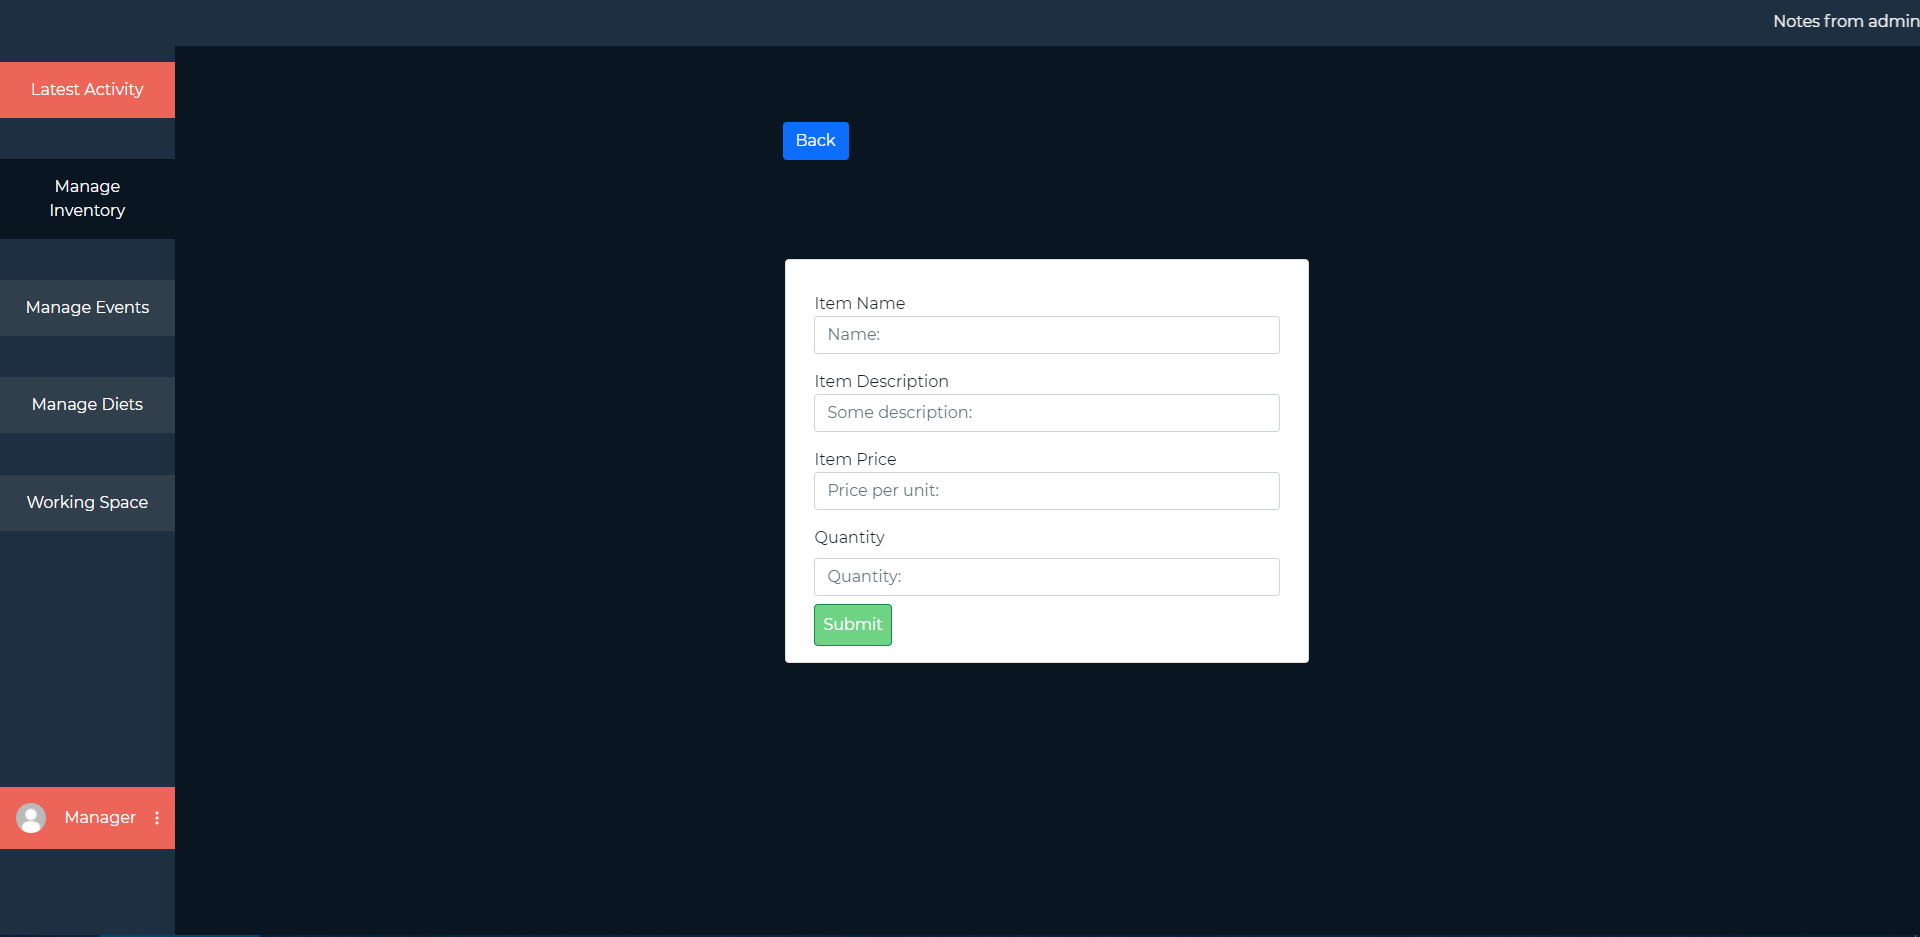 Notes from admin
Latest Activity
Manage
Inventory
Manage Events
Manage Diets
Working Space
Manager
Back
Item Name
Name:
Item Description
Some description:
Item Price
Price per unit:
Quantity
Quantity:
Submit